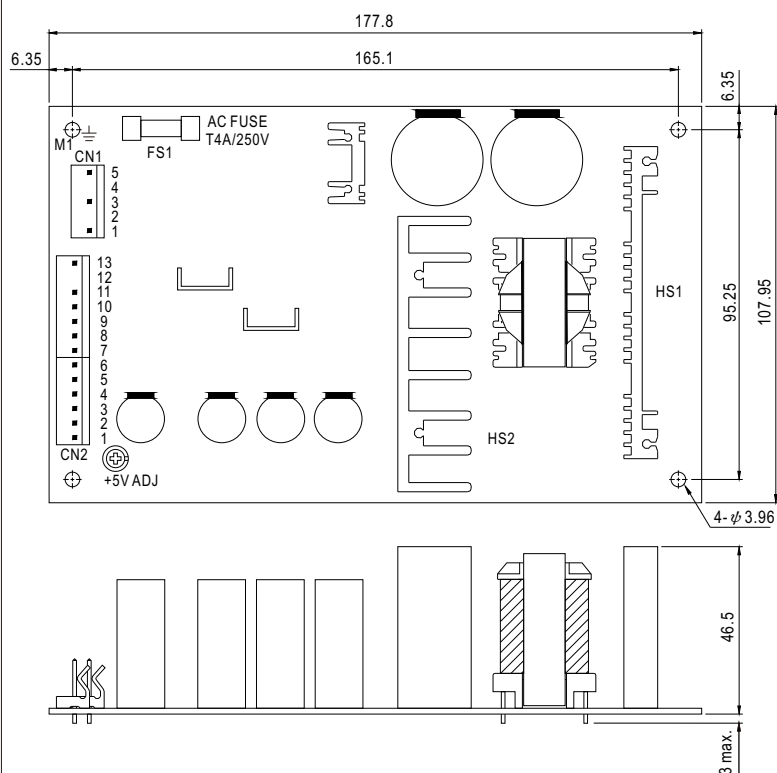 177.8
6.35
165.1
6.35
AC FUSE
T4A/250V
FS1
M1
CN1
5
4
3
2
1
13
12
11
10
9
8
7
6
5
4
3
2
1
CN2
+5V ADJ
HS1
HS2
95.25
107.95
4-ψ 3.96
46.5
3 max.